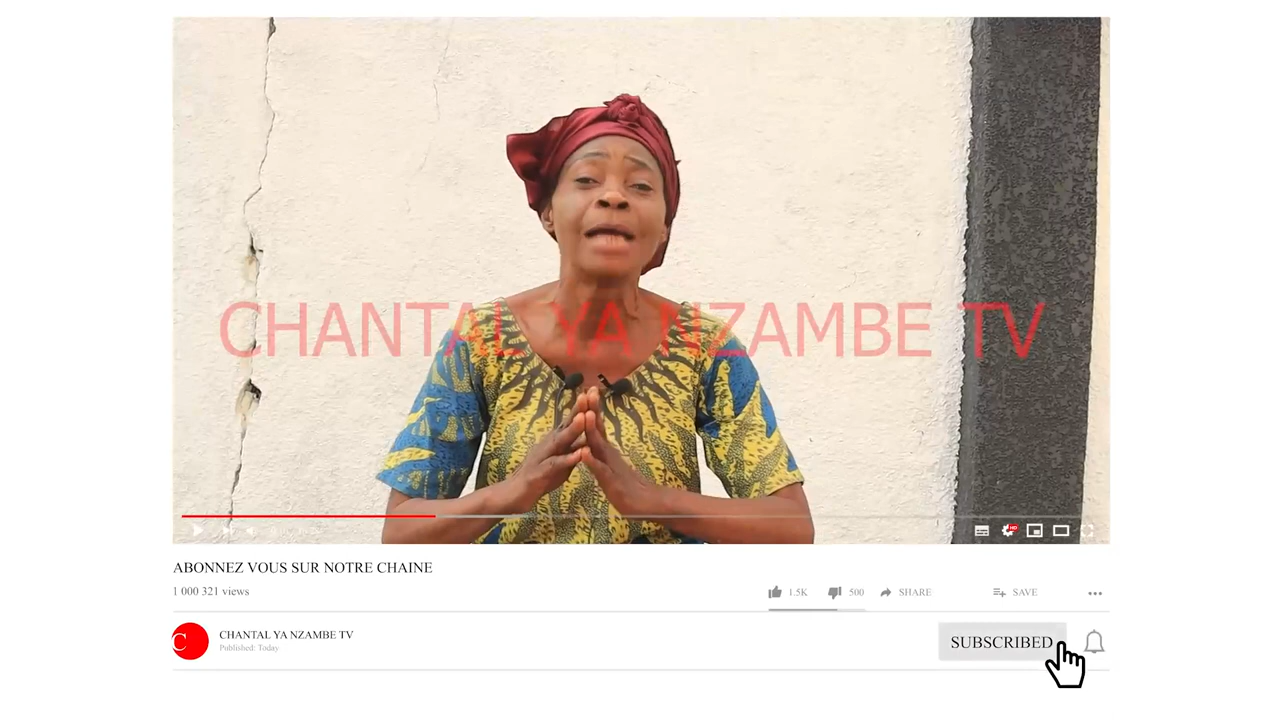 CHANTAL YA NZAMBE TV
HD
ABONNEZ VOUS SUR NOTRE CHAINE
1 000 321 views
1.5K
500
SHARE
SAVE
C
CHANTAL YA NZAMBE TV
Published: Today
SUBSCRIBED